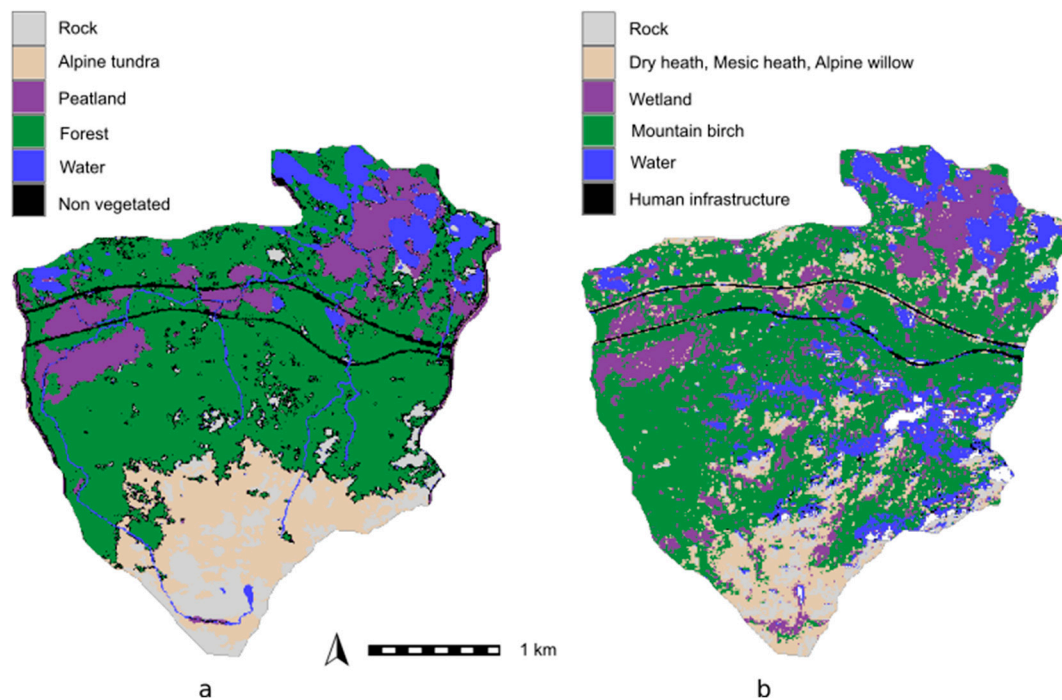 Rock
Alpine tundra
Peatland
Forest
Water
Non vegetated
Rock
Dry heath, Mesic heath, Alpine willow
Wetland
Mountain birch
Water
Human infrastructure
1 km
a
b